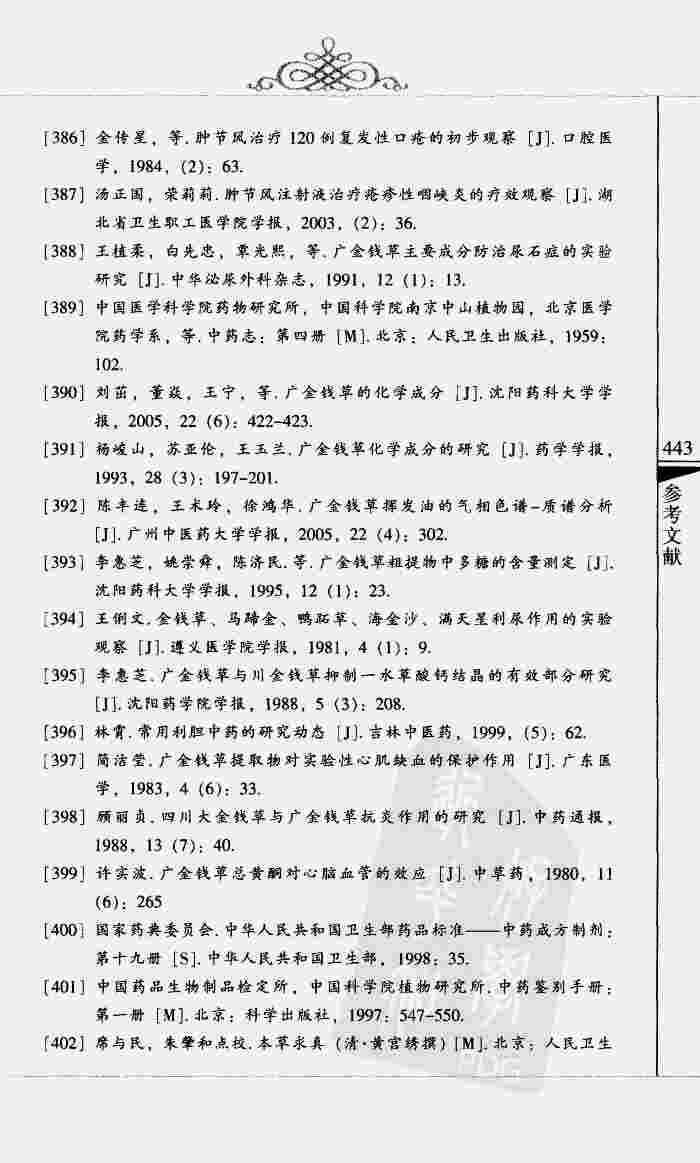 [386] 金传星，等.肿节风治疗 120 例复发性口疮的初步观察 [J].口腔医
学，1984，(2)：63.
[387] 汤正国，荣莉莉.肿节风注射液治疗疮疹性咽峡炎的疗效观察 [J].湖
北省卫生职工医学院学报，2003，(2)：36.
[388] 王植柔，白先忠，覃光熙，等.广金钱草主要成分防治尿石症的实验
研究 [J].中华泌尿外科杂志，1991，12 (1)：13.
[389] 中国医学科学院药物研究所，中国科学院南京中山植物园，北京医学
院药学系，等.中药志：第四册 [M].北京：人民卫生出版社，1959：
102.
[390] 刘茁，董焱，王宁，等.广金钱草的化学成分 [J].沈阳药科大学学
报，2005，22 (6)：422-423.
[391] 杨峻山，苏亚伦，王玉兰.广金钱草化学成分的研究 [J].药学学报，
1993，28 (3)：197-201.
[392] 陈丰连，王术玲，徐鸿华.广金钱草挥发油的气相色谱-质谱分析
[J].广州中医药大学学报，2005，22 (4)：302.
[393] 李惠芝，姚崇舜，陈济民.等.广金钱草粗提物中多糖的含量测定 [J].
沈阳药科大学学报，1995，12 (1)：23.
[394] 王俐文.金钱草、马蹄金、鸭跖草、海金沙、满天星利尿作用的实验
观察 [J].遵义医学院学报，1981，4 (1)：9.
[395] 李惠芝.广金钱草与川金钱草抑制一水草酸钙结晶的有效部分研究
[J].沈阳药学院学报，1988，5 (3)：208.
[396] 林霄.常用利胆中药的研究动态 [J].吉林中医药，1999，(5)：62.
[397] 简洁莹.广金钱草提取物对实验性心肌缺血的保护作用 [J].广东医
学，1983，4 (6)：33.
[398] 顾丽贞.四川大金钱草与广金钱草抗炎作用的研究 [J].中药通报，
1988，13 (7)：40.
[399] 许实波.广金钱草总黄酮对心脑血管的效应 [J].中草药，1980，11
(6)：265
[400] 国家药典委员会.中华人民共和国卫生部药品标准——中药成方制剂：
第十九册 [S].中华人民共和国卫生部，1998：35.
[401] 中国药品生物制品检定所，中国科学院植物研究所.中药鉴别手册：
第一册 [M].北京：科学出版社，1997：547-550.
[402] 席与民，朱肇和点校.本草求真（清·黄宫绣撰）[M].北京：人民卫生
443
参考文献